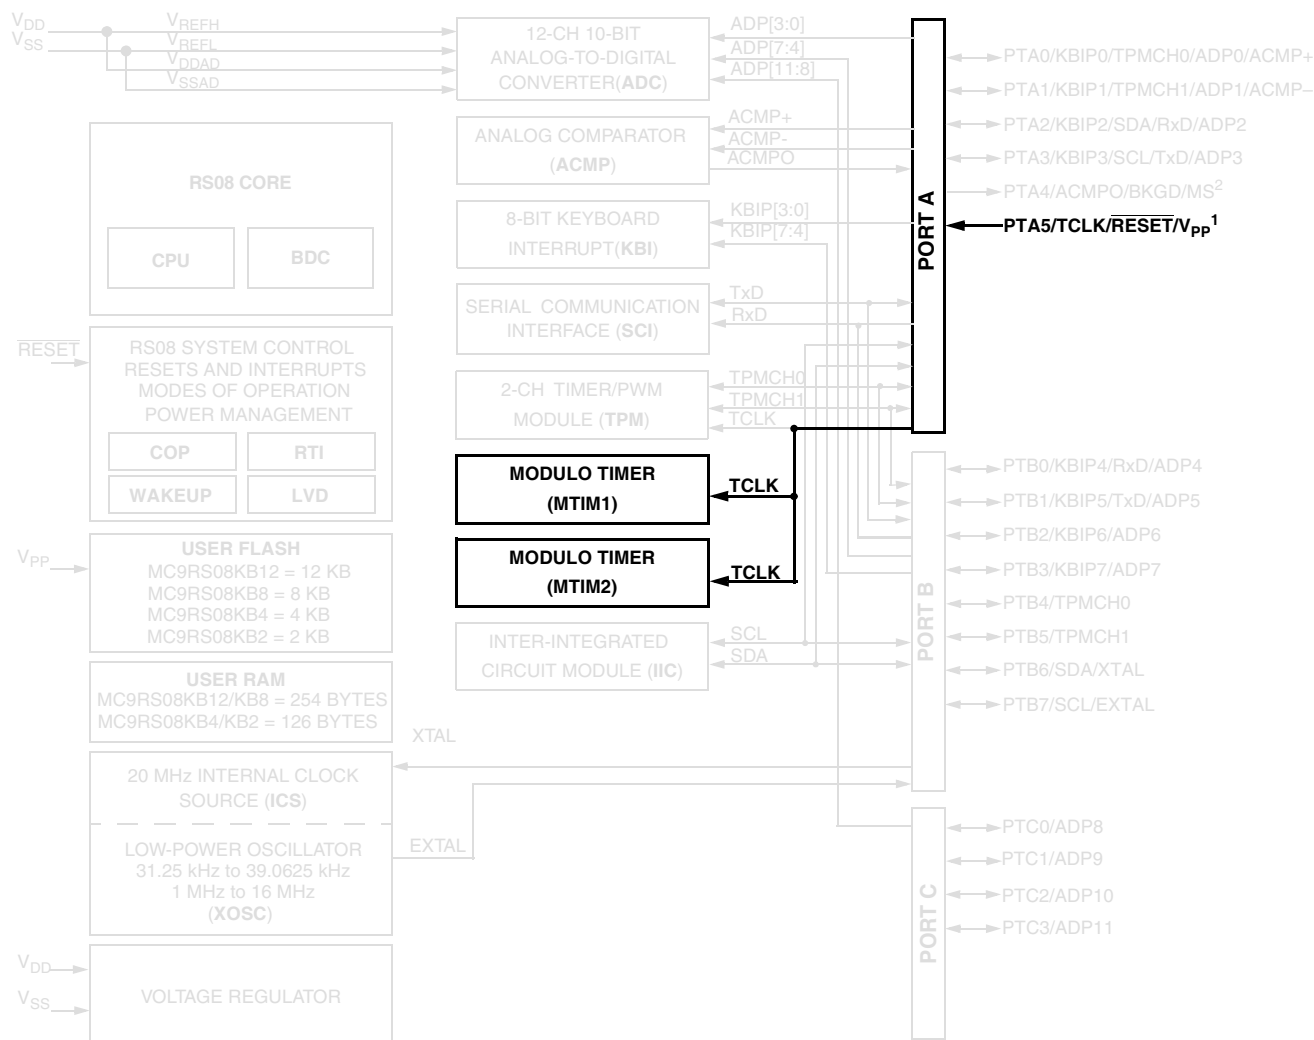 VDD
VSS
VREFH
VREFL
VDDAD
VSSAD
12-CH 10-BIT
ANALOG-TO-DIGITAL
CONVERTER(ADC)
ADP[3:0]
ADP[7:4]
ADP[11:8]
ANALOG COMPARATOR
(ACMP)
ACMP+
ACMP-
ACMPO
RS08 CORE
CPU
BDC
8-BIT KEYBOARD
INTERRUPT(KBI)
KBIP[3:0]
KBIP[7:4]
SERIAL COMMUNICATION
INTERFACE (SCI)
TxD
RxD
RESET
RS08 SYSTEM CONTROL
RESETS AND INTERRUPTS
MODES OF OPERATION
POWER MANAGEMENT
COP
RTI
WAKEUP
LVD
2-CH TIMER/PWM
MODULE (TPM)
TPMCH0
TPMCH1
TCLK
MODULO TIMER
(MTIM1)
TCLK
MODULO TIMER
(MTIM2)
TCLK
VPP
USER FLASH
MC9RS08KB12 = 12 KB
MC9RS08KB8 = 8 KB
MC9RS08KB4 = 4 KB
MC9RS08KB2 = 2 KB
INTER-INTEGRATED
CIRCUIT MODULE (IIC)
SCL
SDA
USER RAM
MC9RS08KB12/KB8 = 254 BYTES
MC9RS08KB4/KB2 = 126 BYTES
XTAL
20 MHz INTERNAL CLOCK
SOURCE (ICS)
EXTAL
LOW-POWER OSCILLATOR
31.25 kHz to 39.0625 kHz
1 MHz to 16 MHz
(XOSC)
VDD
VSS
VOLTAGE REGULATOR
PORT A
PTA0/KBIP0/TPMCH0/ADP0/ACMP+
PTA1/KBIP1/TPMCH1/ADP1/ACMP–
PTA2/KBIP2/SDA/RxD/ADP2
PTA3/KBIP3/SCL/TxD/ADP3
PTA4/ACMPO/BKGD/MS2
PTA5/TCLK/RESET/VPP1
PORT B
PTB0/KBIP4/RxD/ADP4
PTB1/KBIP5/TxD/ADP5
PTB2/KBIP6/ADP6
PTB3/KBIP7/ADP7
PTB4/TPMCH0
PTB5/TPMCH1
PTB6/SDA/XTAL
PTB7/SCL/EXTAL
PORT C
PTC0/ADP8
PTC1/ADP9
PTC2/ADP10
PTC3/ADP11